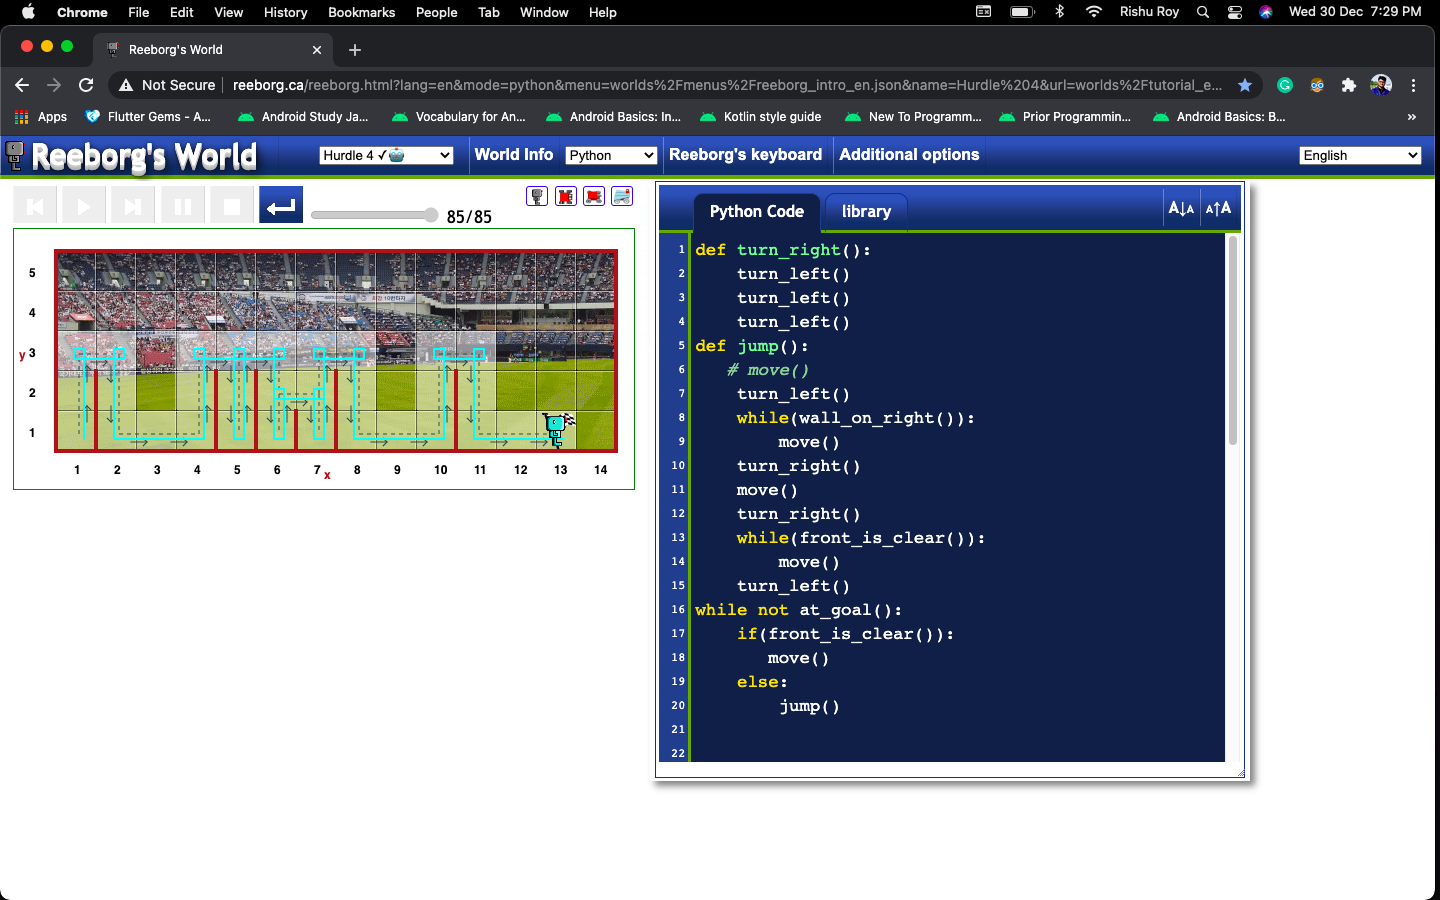 Chrome File Edit View History Bookmarks People Tab Window Help Rishu Roy Wed 30 Dec 7:29 PM
Reeborg's World
Not Secure reeborg.ca/reeborg.html?lang=en&mode=python&menu=worlds%2Fmenus%2Freeborg_intro_en.json&name=Hurdle%204&url=worlds%2Ftutorial_e...
Apps Flutter Gems - A... Android Study Ja... Vocabulary for An... Android Basics: In... Kotlin style guide New To Programm... Prior Programmin... Android Basics: B... »
Reeborg's World Hurdle 4 ✓🤖 World Info Python Reeborg's keyboard Additional options English
85/85
5
4
y 3
2
1
1 2 3 4 5 6 7 x 8 9 10 11 12 13 14
Python Code library A↓A A↑A
1 def turn_right():
2 turn_left()
3 turn_left()
4 turn_left()
5 def jump():
6 # move()
7 turn_left()
8 while(wall_on_right()):
9 move()
10 turn_right()
11 move()
12 turn_right()
13 while(front_is_clear()):
14 move()
15 turn_left()
16 while not at_goal():
17 if(front_is_clear()):
18 move()
19 else:
20 jump()
21
22